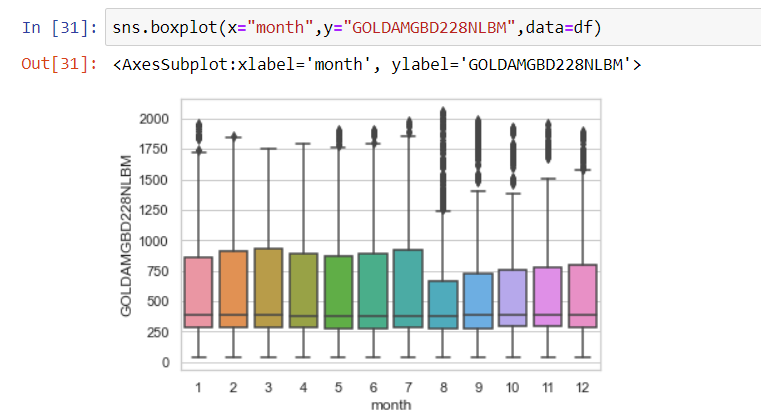 In [31]: sns.boxplot(x="month",y="GOLDAMGBD228NLBM",data=df)
Out[31]: <AxesSubplot:xlabel='month', ylabel='GOLDAMGBD228NLBM'>
2000
1750
1500
1250
1000
750
500
250
0
GOLDAMGBD228NLBM
1 2 3 4 5 6 7 8 9 10 11 12
month